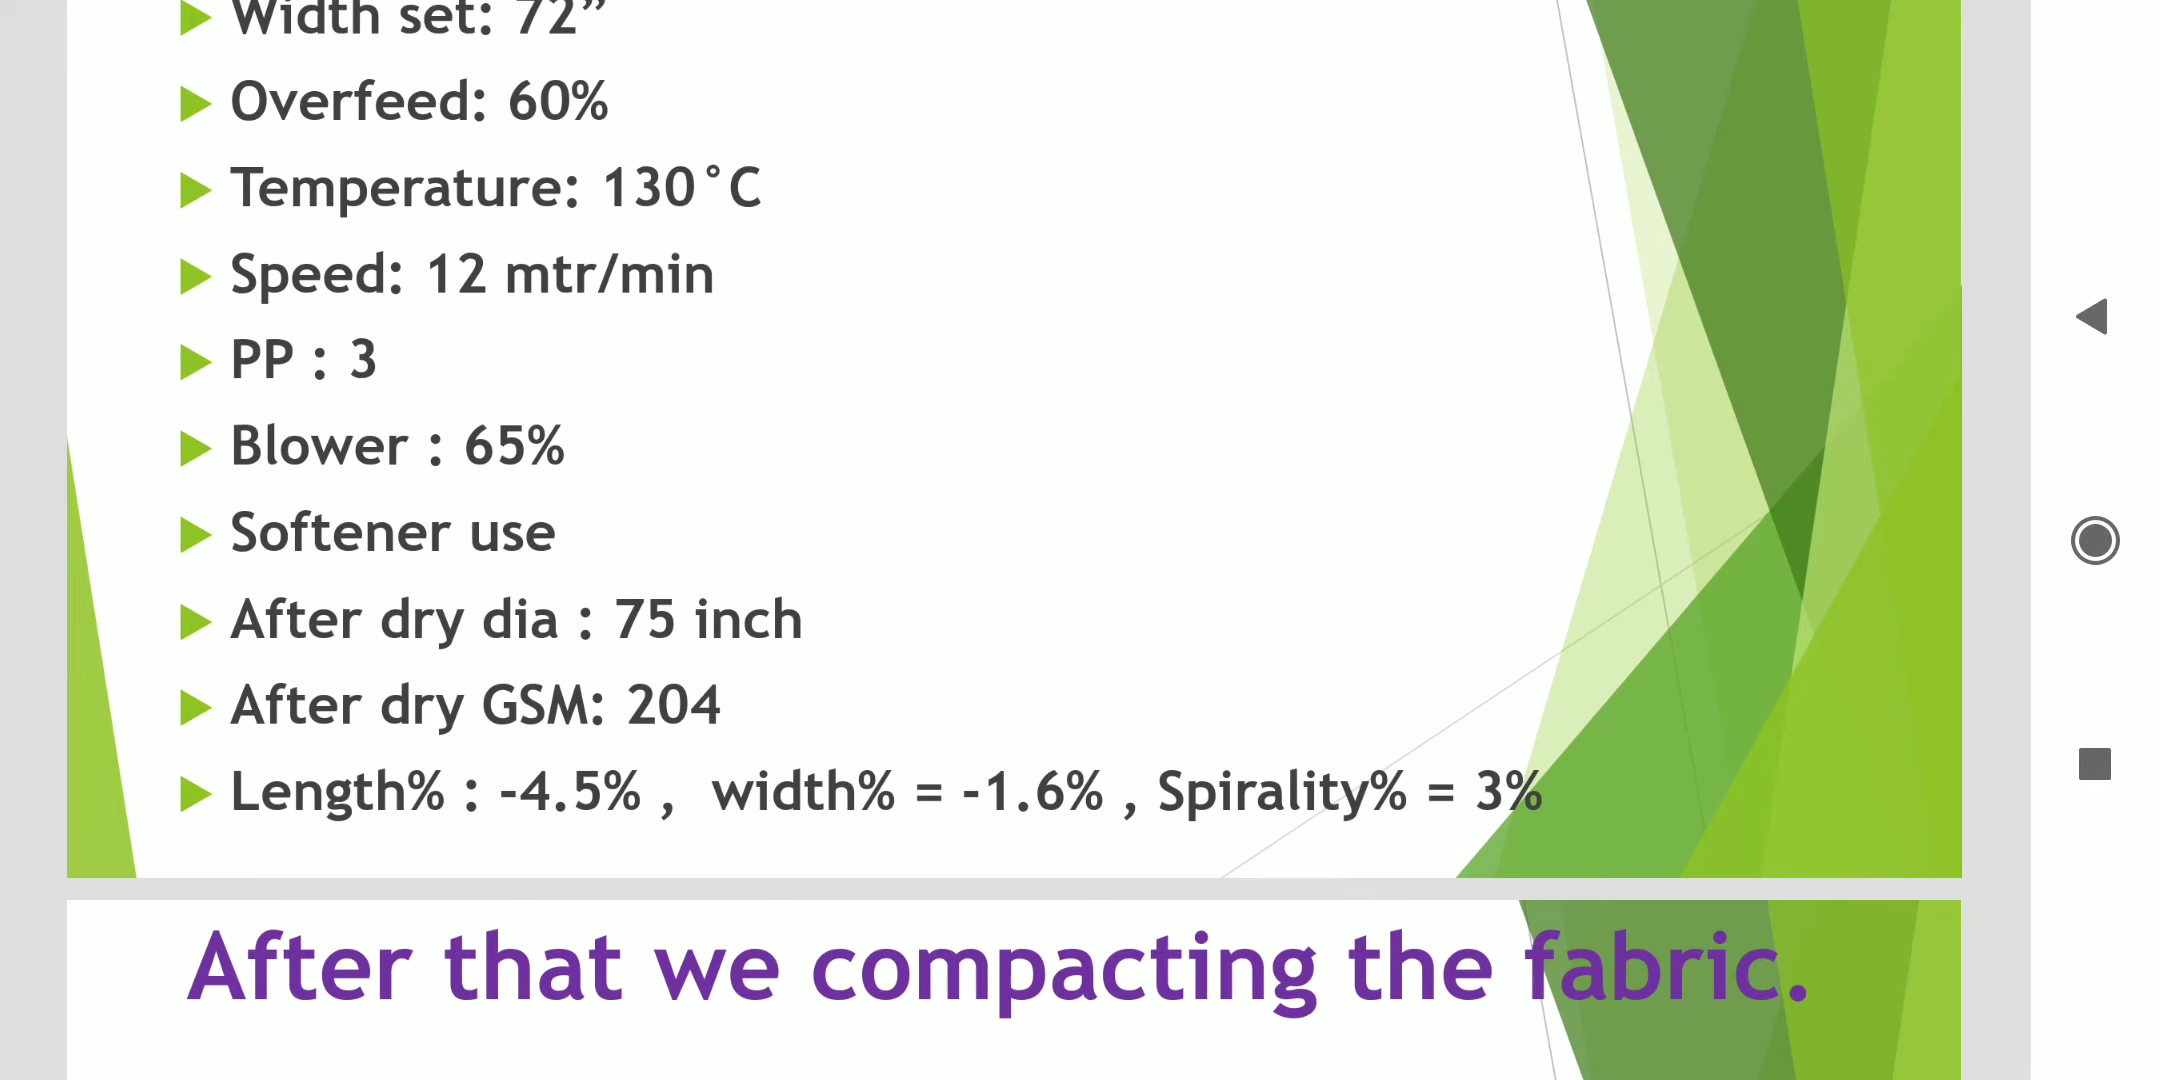 Width set: 72”
Overfeed: 60%
Temperature: 130°C
Speed: 12 mtr/min
PP : 3
Blower : 65%
Softener use
After dry dia : 75 inch
After dry GSM: 204
Length% : -4.5% , width% = -1.6% , Spirality% = 3%
After that we compacting the fabric.